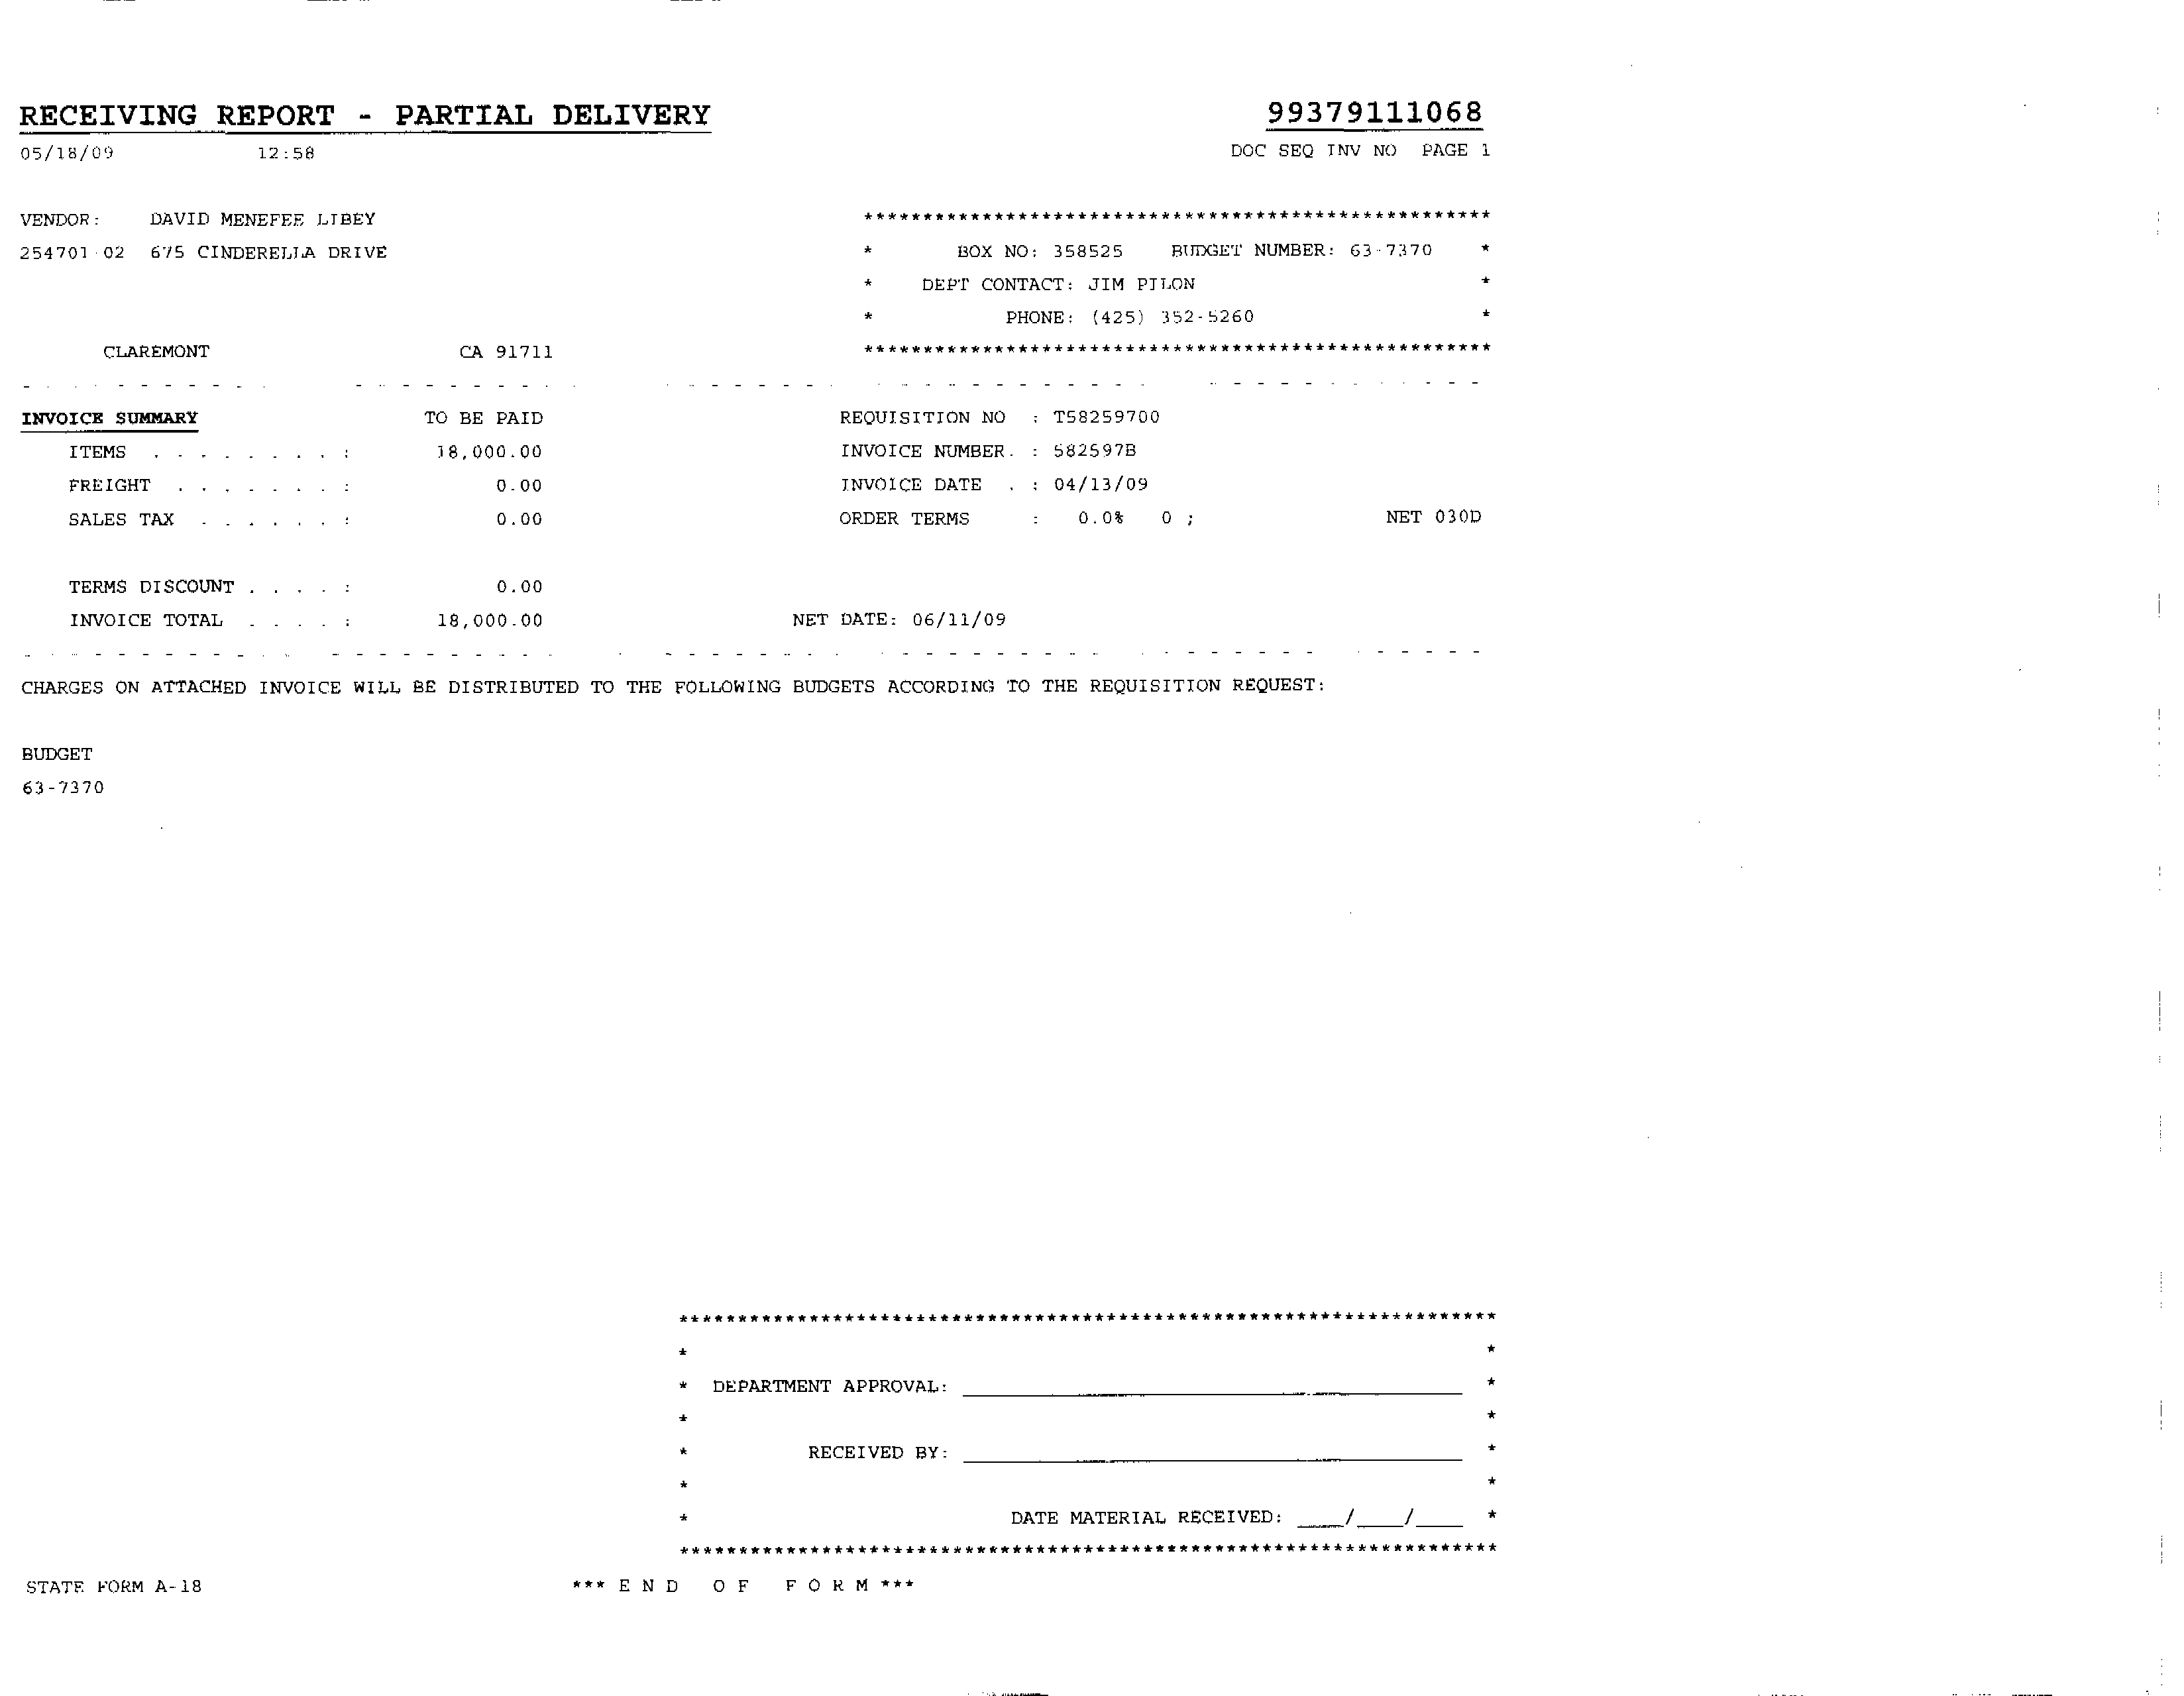 RECEIVING REPORT - PARTIAL DELIVERY 99379111068
05/18/09 12:58 DOC SEQ INV NO PAGE 1
VENDOR: DAVID MENEFEE LIBEY *****************************************************
254701-02 675 CINDERELLA DRIVE * BOX NO: 358525 BUDGET NUMBER: 63-7370 *
* DEPT CONTACT: JIM PILON *
* PHONE: (425) 352-5260 *
CLAREMONT CA 91711 *****************************************************
INVOICE SUMMARY TO BE PAID REQUISITION NO : T58259700
ITEMS . . . . . . . . : 18,000.00 INVOICE NUMBER. : 582597B
FREIGHT . . . . . . . : 0.00 INVOICE DATE . : 04/13/09
SALES TAX . . . . . . : 0.00 ORDER TERMS : 0.0% 0 ; NET 030D
TERMS DISCOUNT . . . . : 0.00
INVOICE TOTAL . . . . : 18,000.00 NET DATE: 06/11/09
CHARGES ON ATTACHED INVOICE WILL BE DISTRIBUTED TO THE FOLLOWING BUDGETS ACCORDING TO THE REQUISITION REQUEST:
BUDGET
63-7370
*********************************************************************
* *
* DEPARTMENT APPROVAL: ____ *
* *
* RECEIVED BY: ____ *
* *
* DATE MATERIAL RECEIVED: ____/____/____ *
*********************************************************************
STATE FORM A-18 *** E N D O F F O R M ***